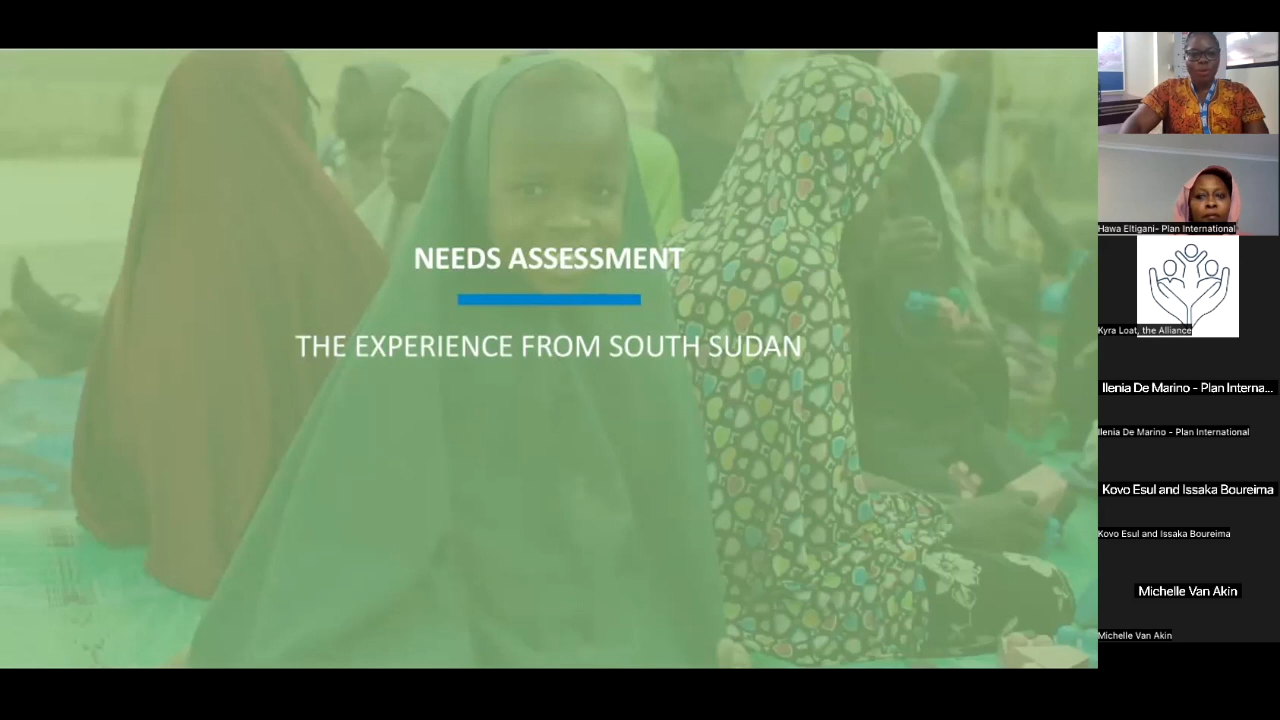 NEEDS ASSESSMENT
THE EXPERIENCE FROM SOUTH SUDAN
Hawa Eltigani- Plan International
Kyra Loat, the Alliance
Ilenia De Marino - Plan Interna...
Ilenia De Marino - Plan International
Kovo Esul and Issaka Boureima
Kovo Esul and Issaka Boureima
Michelle Van Akin
Michelle Van Akin